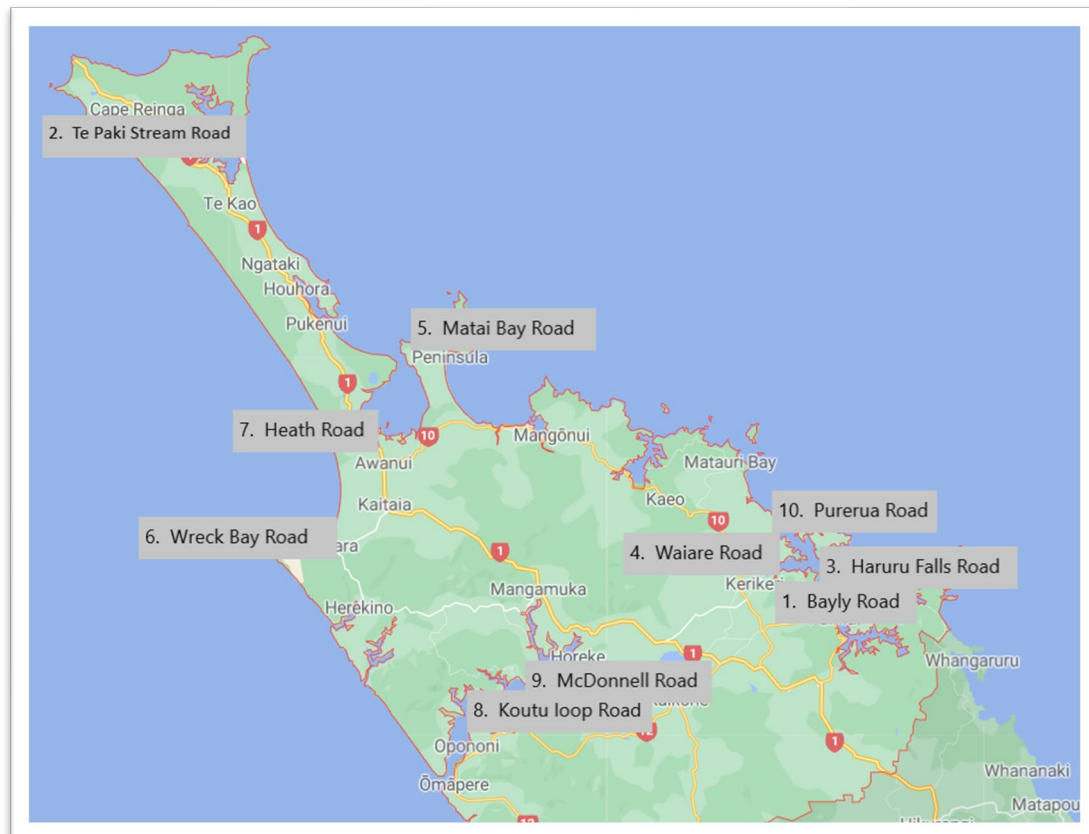 Cape Reinga
2. Te Paki Stream Road
1
Te Kao
1
Ngataki
Houhora
Pukenui
5. Matai Bay Road
Peninsula
1
7. Heath Road
10
Mangōnui
Awanui
Matauri Bay
Kaeo
Kaitaia
10
10. Purerua Road
6. Wreck Bay Road
4. Waiare Road
1
3. Haruru Falls Road
Mangamuka
Kerikeri
1. Bayly Road
Herekino
Horeke
1
Whangaruru
9. McDonnell Road
8. Koutu loop Road
12
Opononi
1
Ōmāpere
Whananaki
Matapou
12